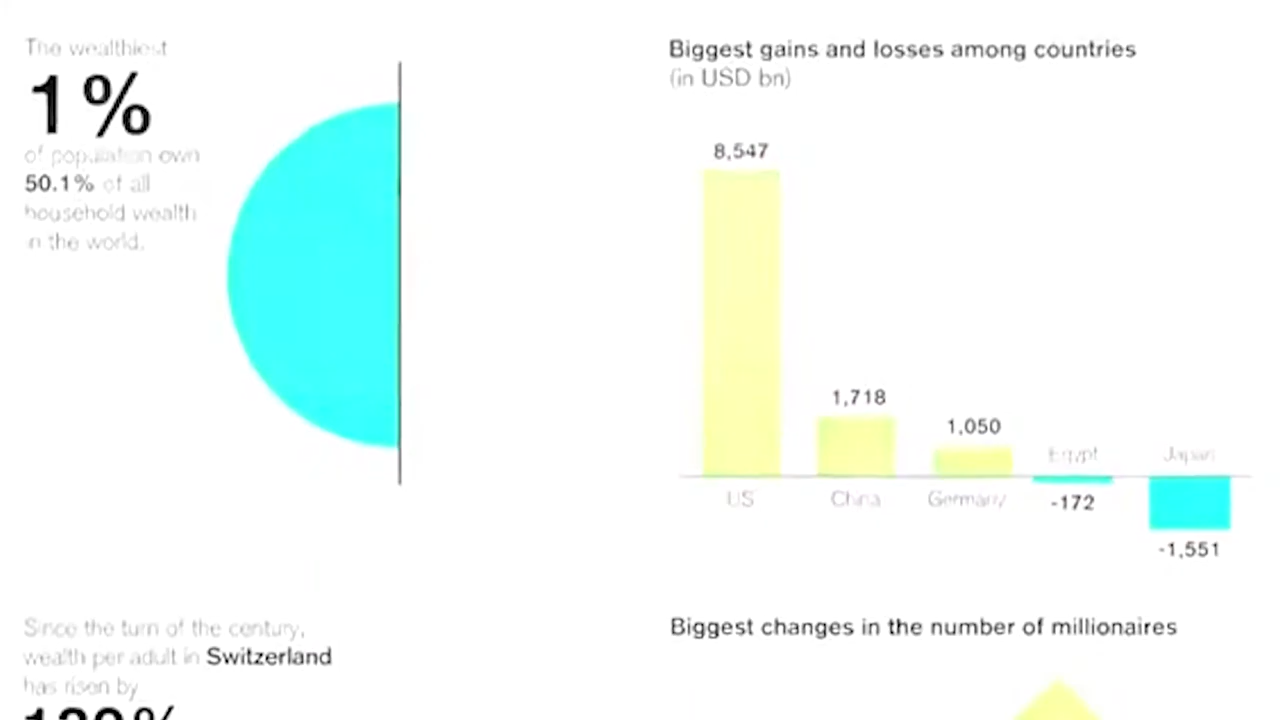 The wealthiest
1%
of population own
50.1% of all
household wealth
in the world.
Biggest gains and losses among countries
(in USD bn)
8,547
1,718
1,050
Egypt
Japan
US
China
Germany
-172
-1,551
Since the turn of the century,
wealth per adult in Switzerland
has risen by
Biggest changes in the number of millionaires